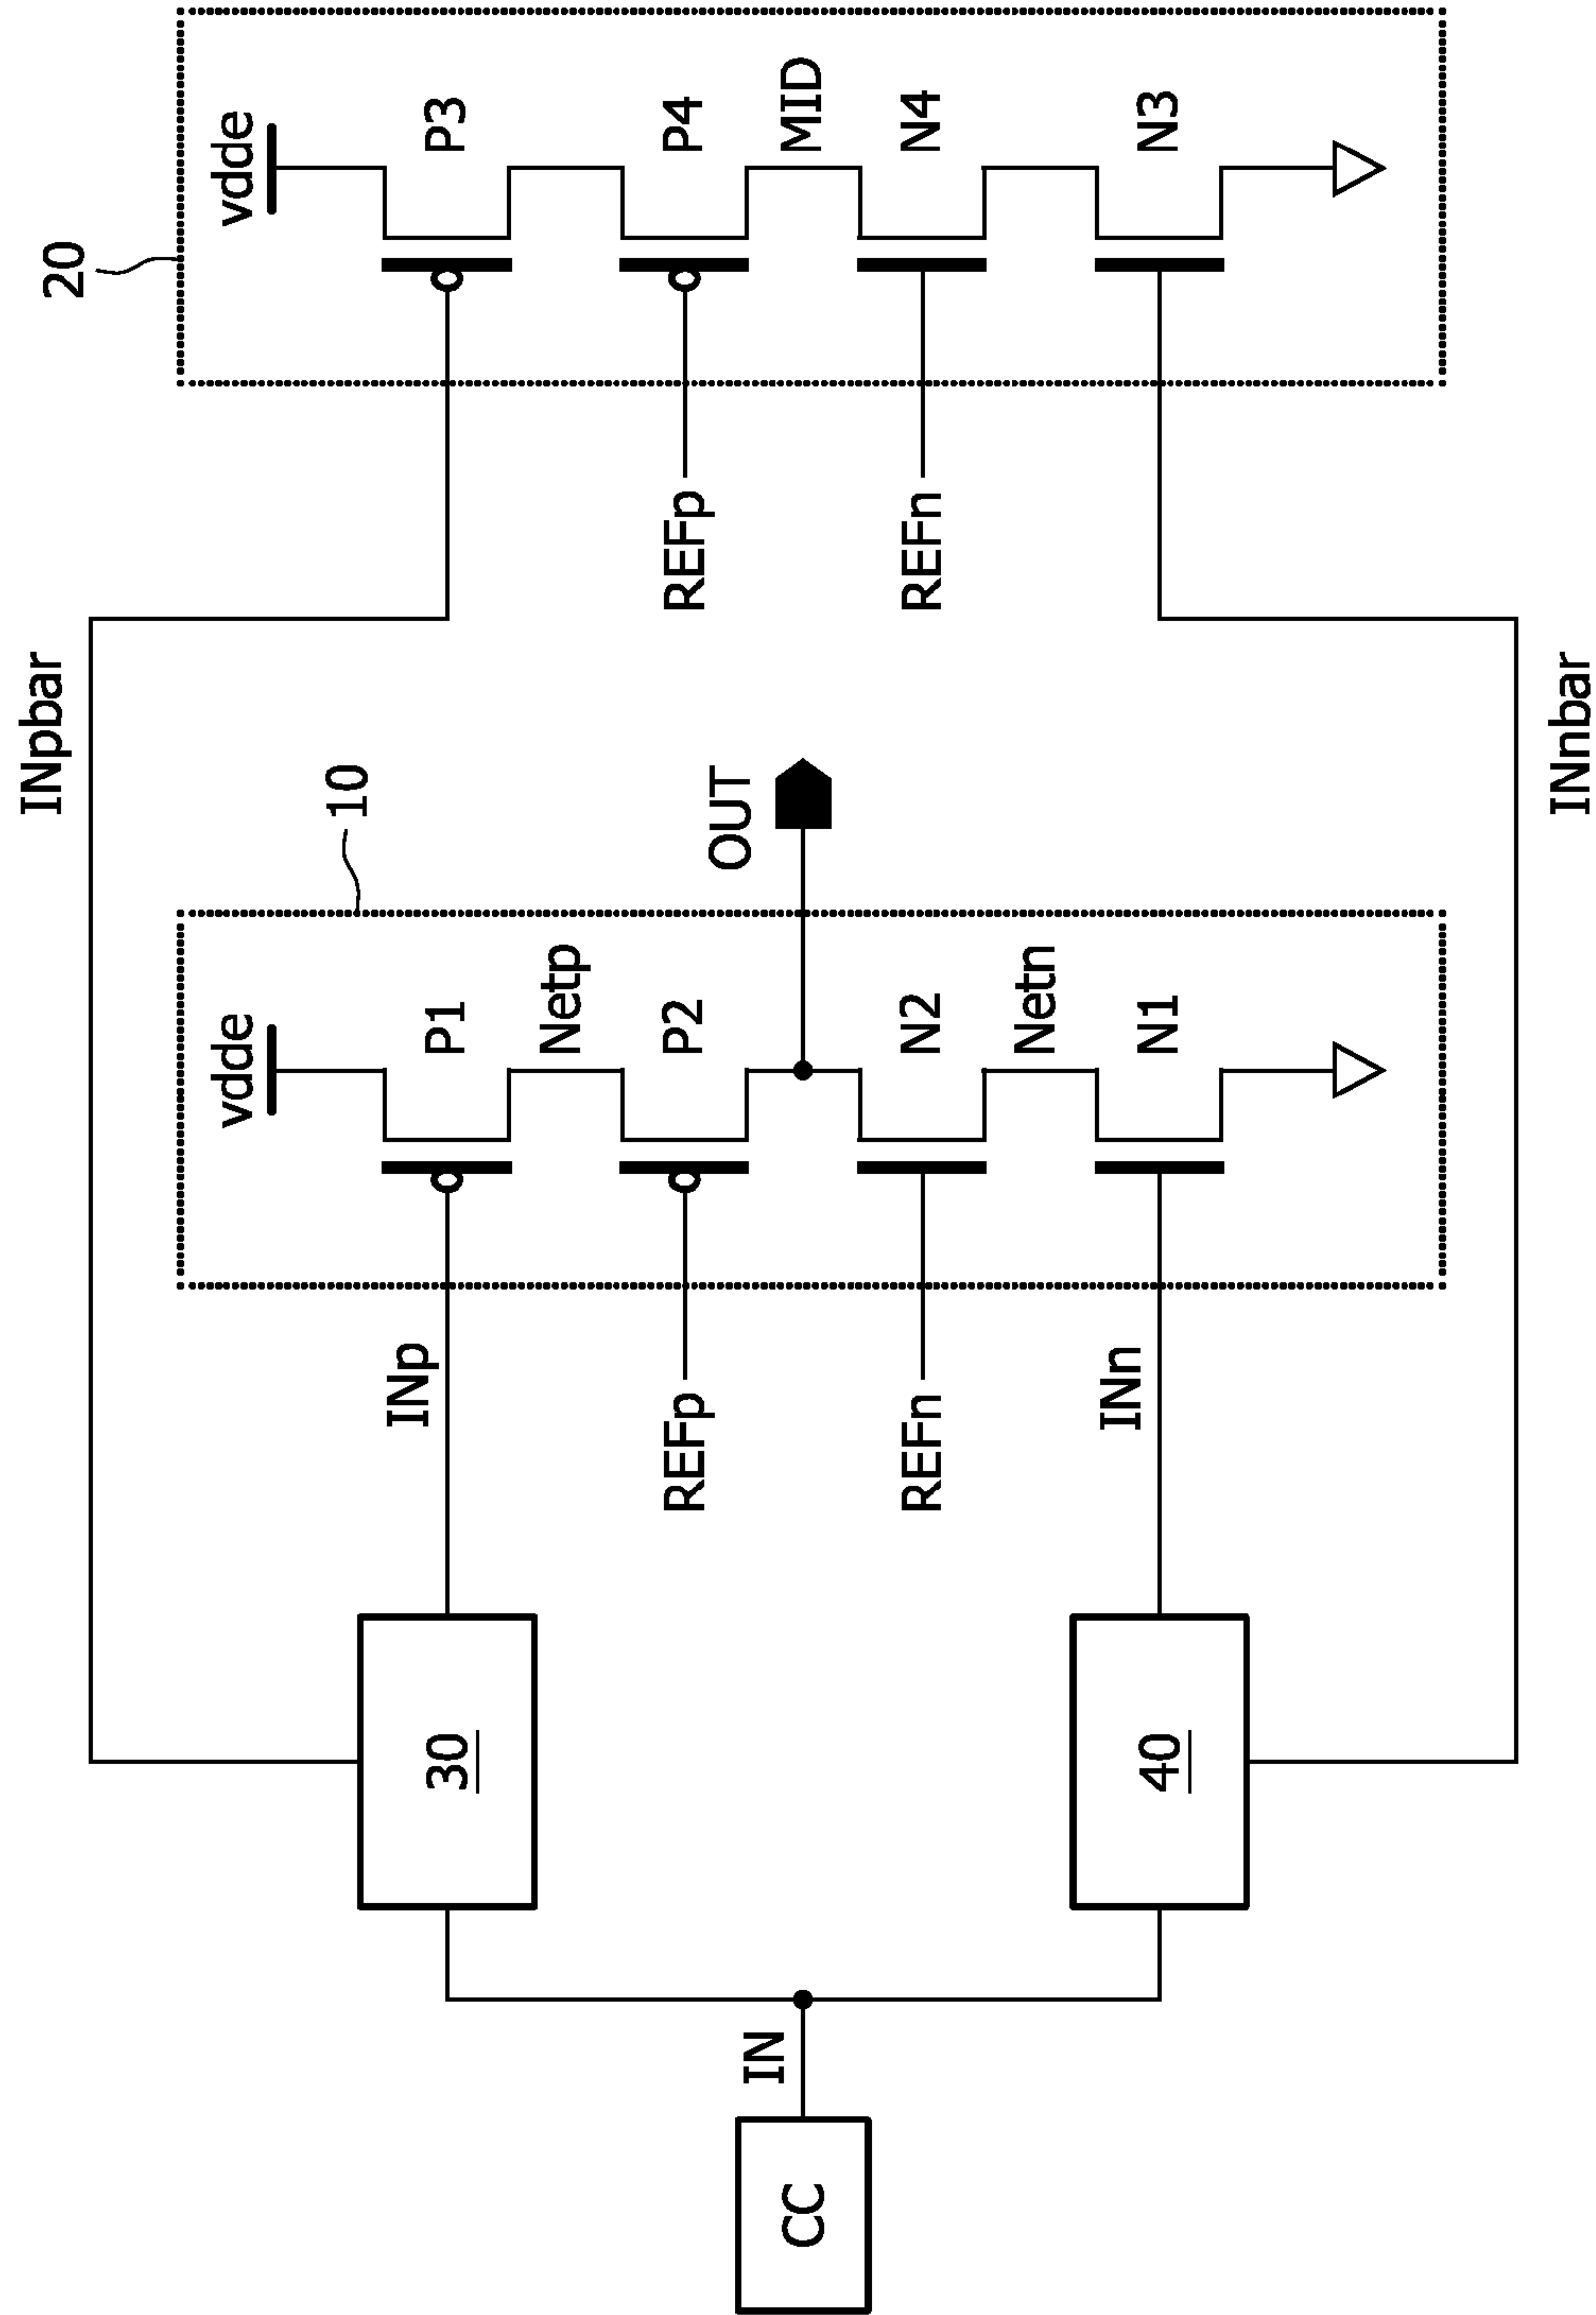 CC
IN
30
40
INp
REFp
REFn
INn
10
vdde
P1
Netp
P2
N2
Netn
N1
OUT
INpbar
INnbar
REFp
REFn
20
vdde
P3
P4
MID
N4
N3